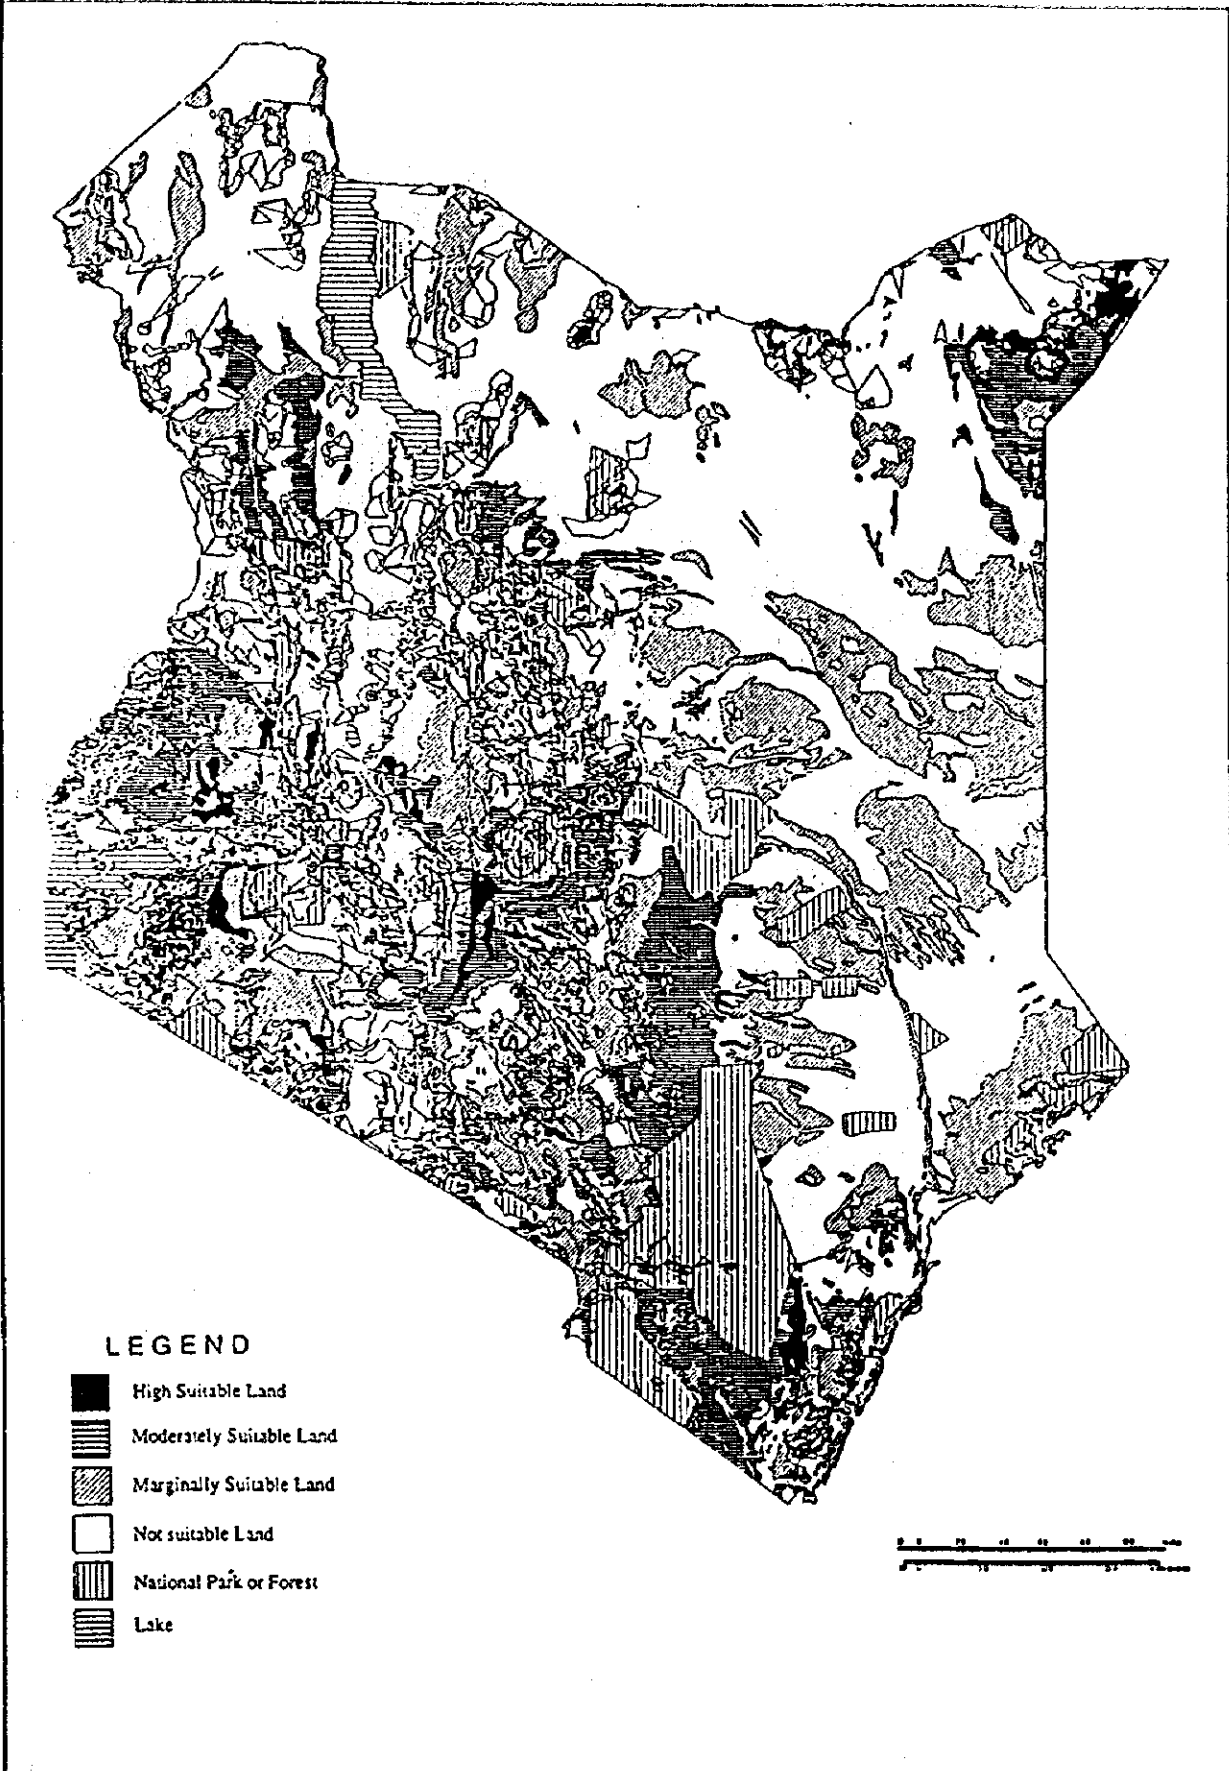 LEGEND
High Suitable Land
Moderately Suitable Land
Marginally Suitable Land
Not suitable Land
National Park or Forest
Lake